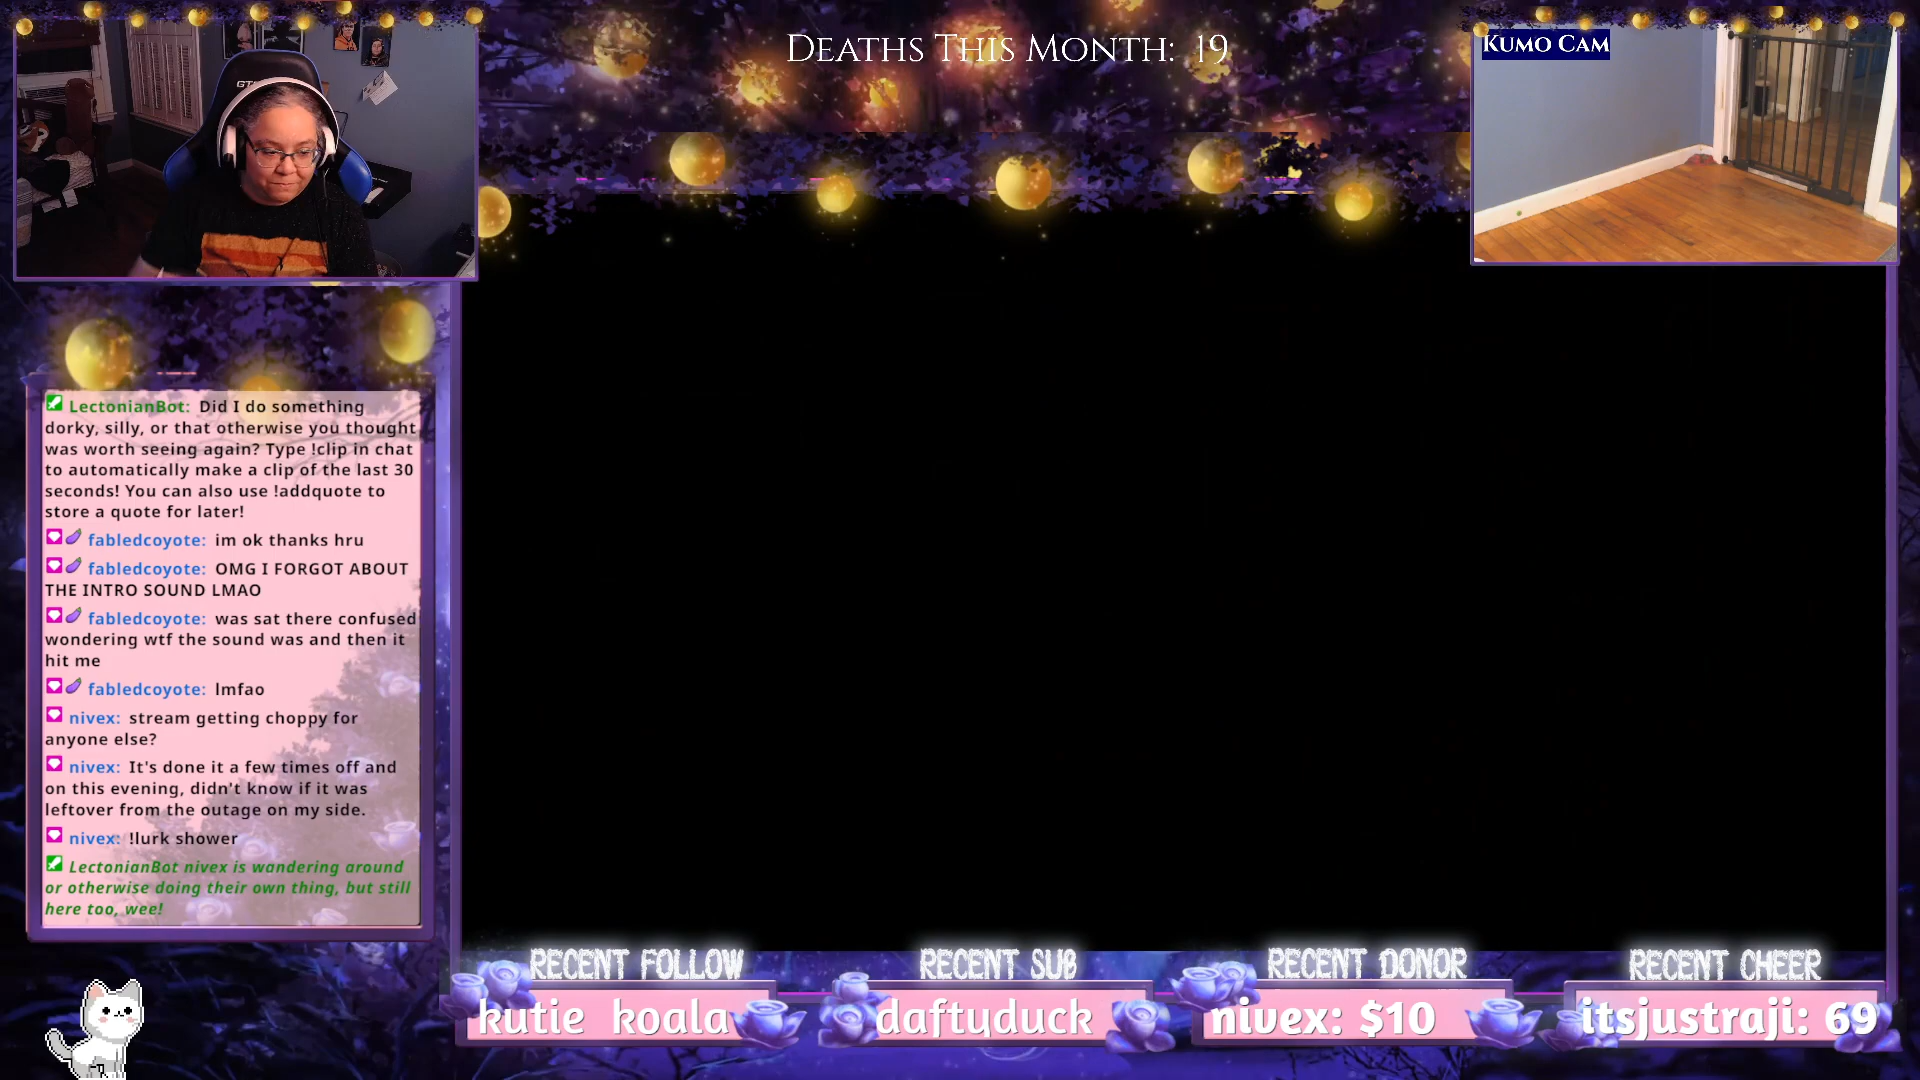 Deaths This Month: 19
Kumo Cam
GT
LectonianBot: Did I do something
dorky, silly, or that otherwise you thought
was worth seeing again? Type !clip in chat
to automatically make a clip of the last 30
seconds! You can also use !addquote to
store a quote for later!
fabledcoyote: im ok thanks hru
fabledcoyote: OMG I FORGOT ABOUT
THE INTRO SOUND LMAO
fabledcoyote: was sat there confused
wondering wtf the sound was and then it
hit me
fabledcoyote: lmfao
nivex: stream getting choppy for
anyone else?
nivex: It's done it a few times off and
on this evening, didn't know if it was
leftover from the outage on my side.
nivex: !lurk shower
LectonianBot nivex is wandering around
or otherwise doing their own thing, but still
here too, wee!
RECENT FOLLOW
kutie_koala
RECENT SUB
daftyduck
RECENT DONOR
nivex: $10
RECENT CHEER
itsjustraji: 69